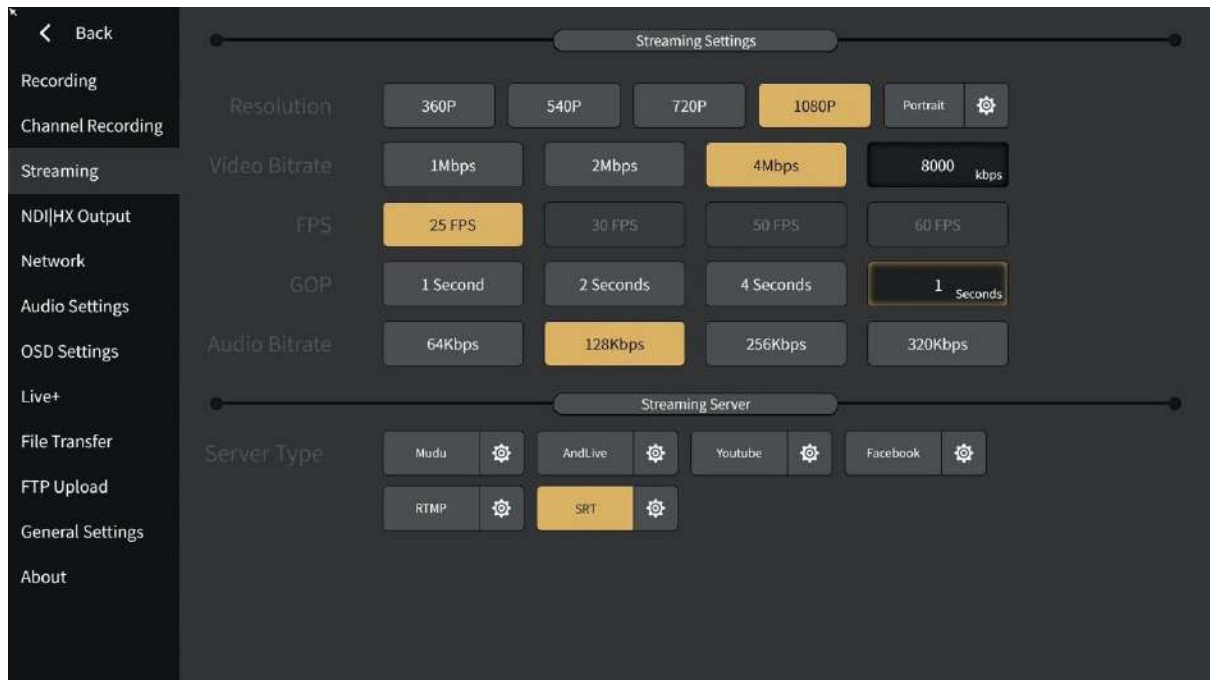 Back
Recording
Channel Recording
Streaming
NDI|HX Output
Network
Audio Settings
OSD Settings
Live+
File Transfer
FTP Upload
General Settings
About
Streaming Settings
Resolution 360P 540P 720P 1080P Portrait
Video Bitrate 1Mbps 2Mbps 4Mbps 8000 kbps
FPS 25 FPS 30 FPS 50 FPS 60 FPS
GOP 1 Second 2 Seconds 4 Seconds 1 Seconds
Audio Bitrate 64Kbps 128Kbps 256Kbps 320Kbps
Streaming Server
Server Type Mudu AndLive Youtube Facebook
RTMP SRT